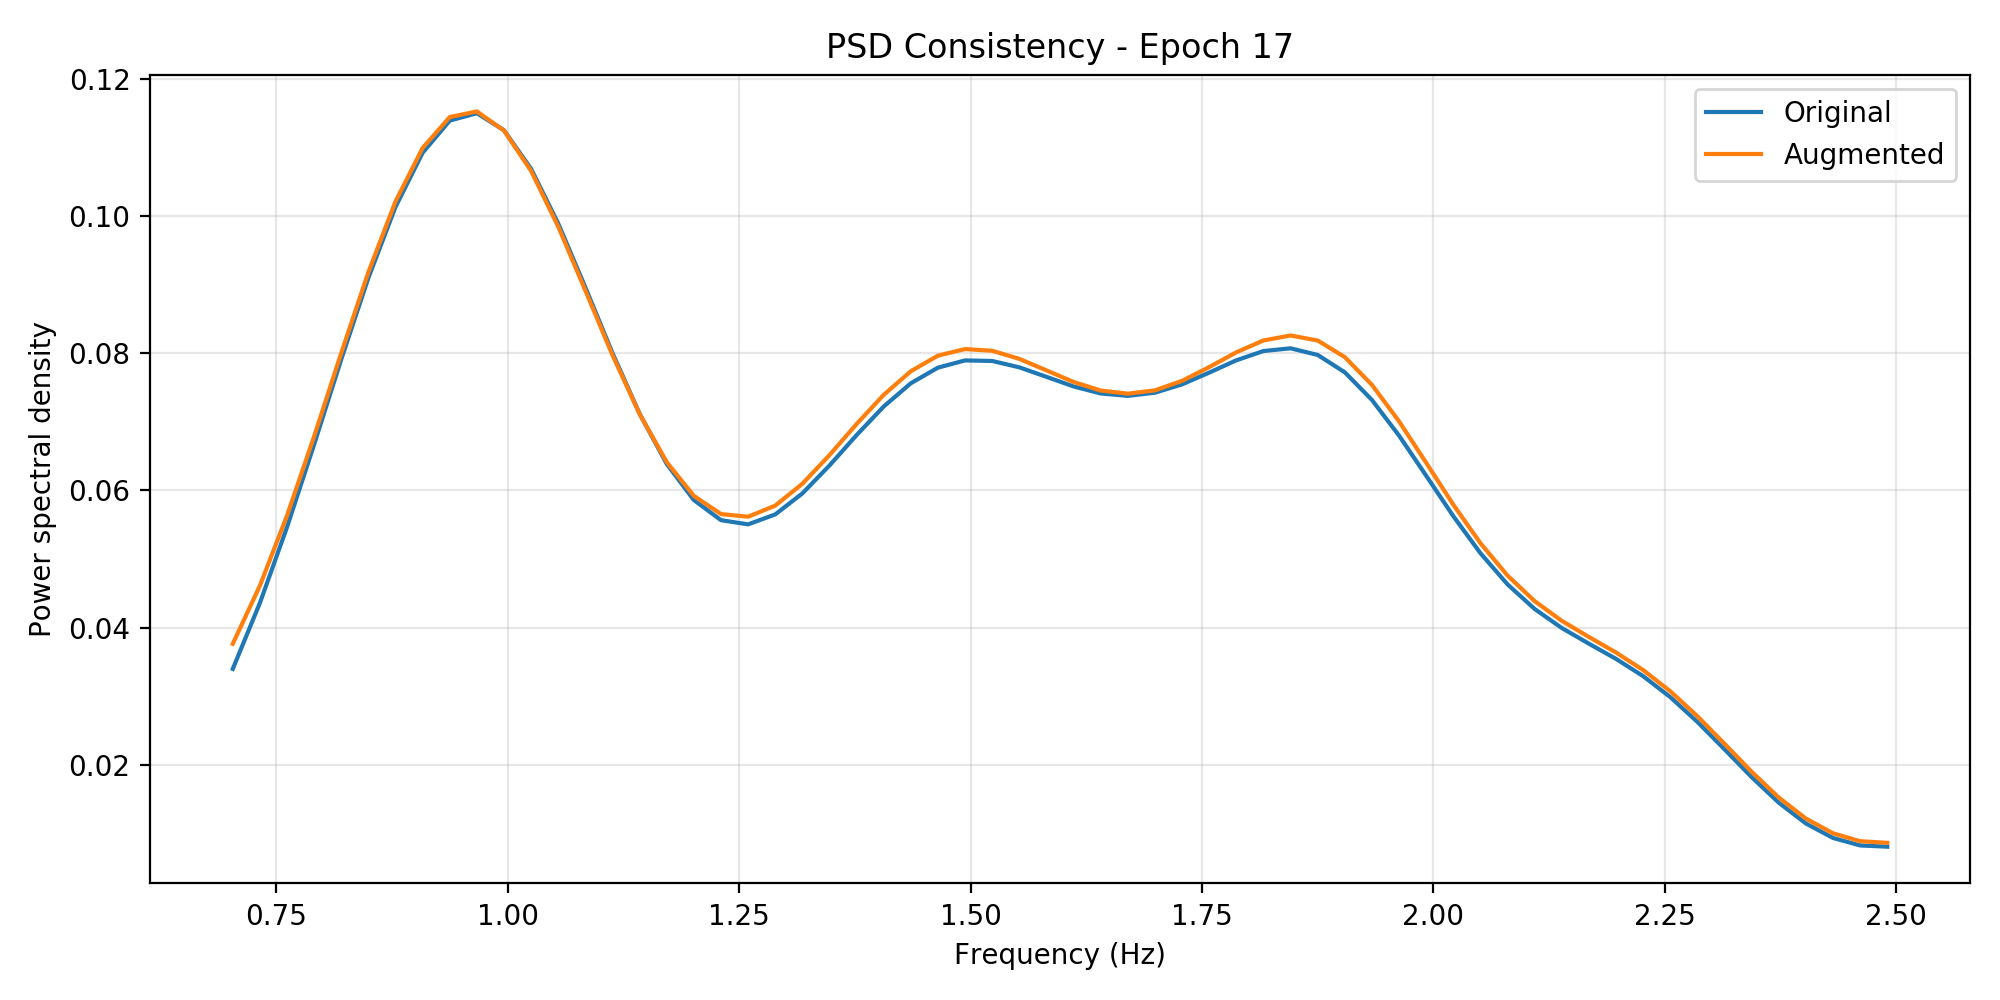 PSD Consistency - Epoch 17
Original
Augmented
Power spectral density
0.12
0.10
0.08
0.06
0.04
0.02
0.75 1.00 1.25 1.50 1.75 2.00 2.25 2.50
Frequency (Hz)